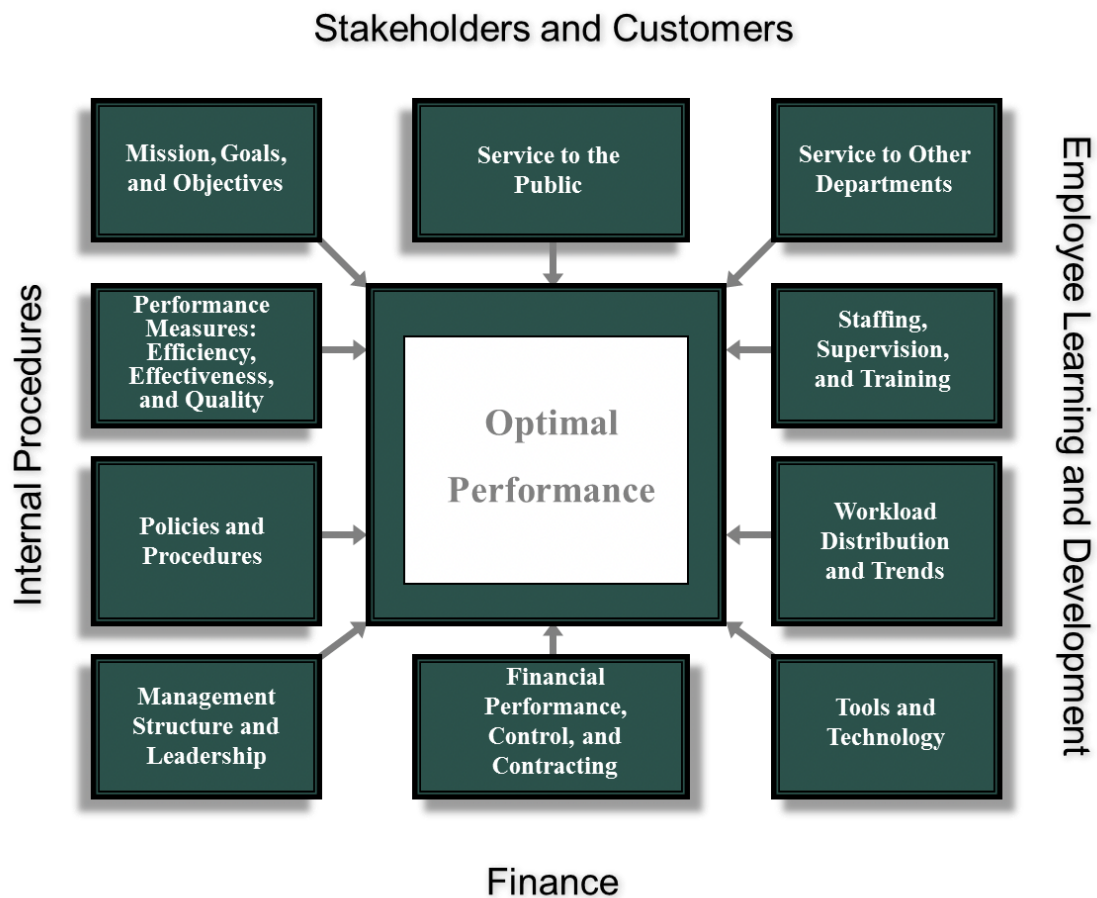 Stakeholders and Customers
Mission, Goals,
and Objectives
Service to the
Public
Service to Other
Departments
Internal Procedures
Performance
Measures:
Efficiency,
Effectiveness,
and Quality
Optimal
Performance
Staffing,
Supervision,
and Training
Employee Learning and Development
Policies and
Procedures
Workload
Distribution
and Trends
Management
Structure and
Leadership
Financial
Performance,
Control, and
Contracting
Tools and
Technology
Finance